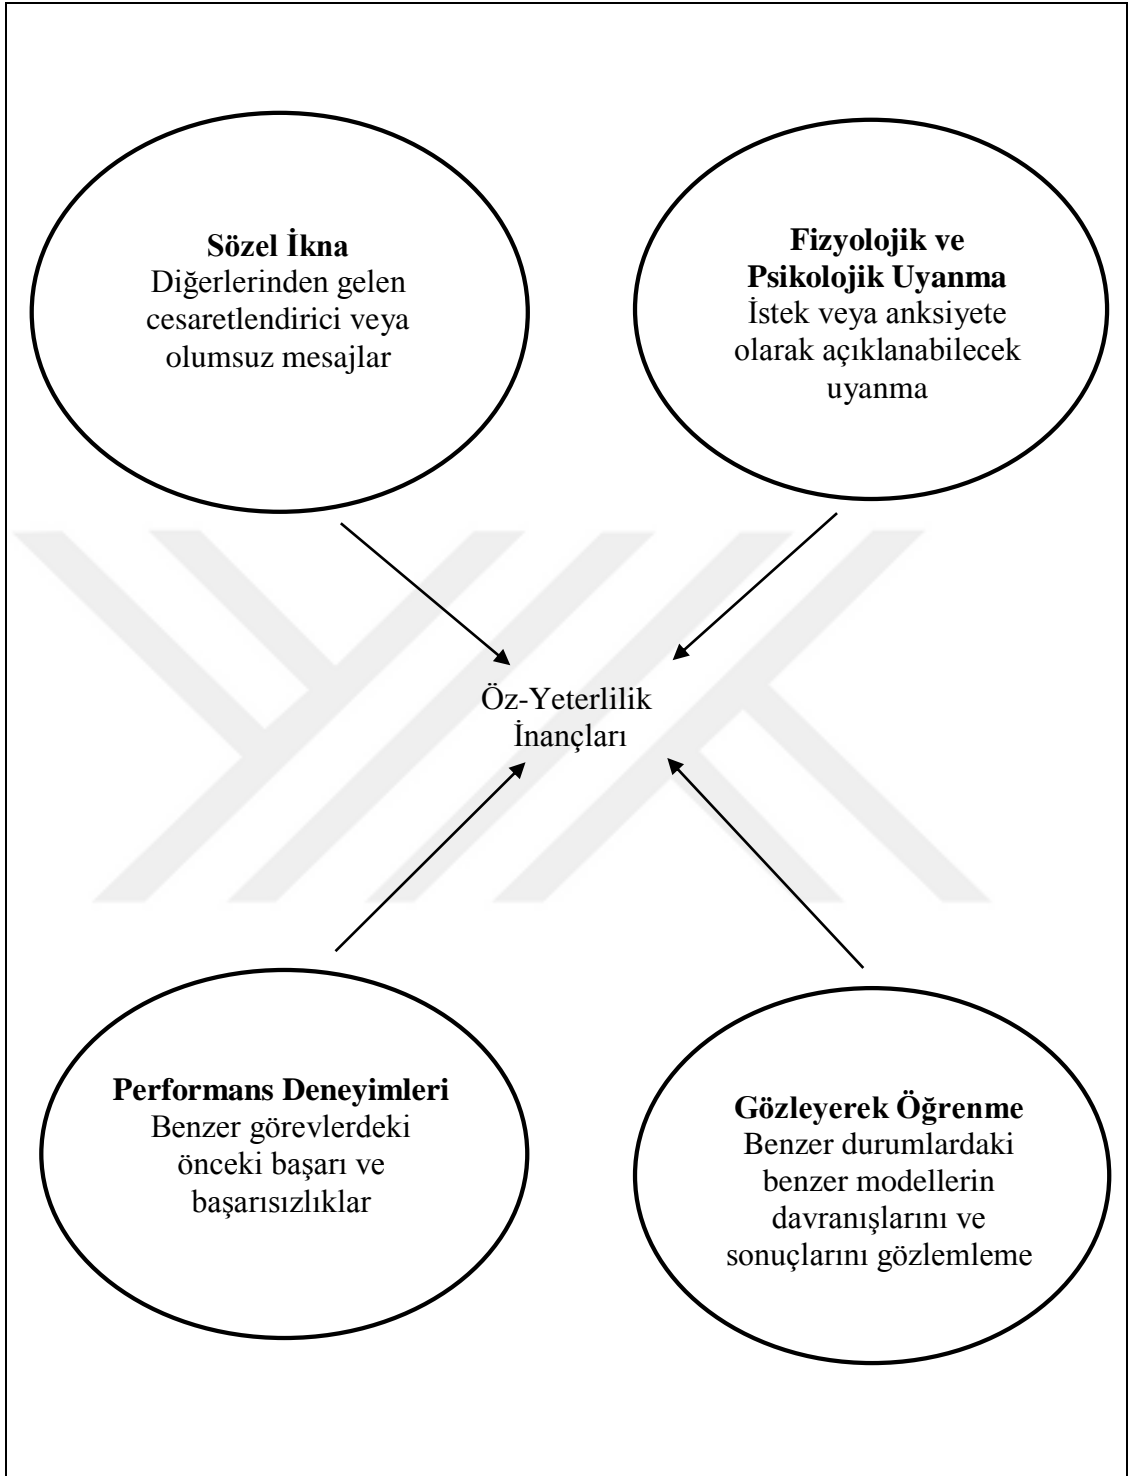 Sözel İkna
Diğerlerinden gelen
cesaretlendirici veya
olumsuz mesajlar
Fizyolojik ve
Psikolojik Uyanma
İstek veya anksiyete
olarak açıklanabilecek
uyanma
Öz-Yeterlilik
İnançları
Performans Deneyimleri
Benzer görevlerdeki
önceki başarı ve
başarısızlıklar
Gözleyerek Öğrenme
Benzer durumlardaki
benzer modellerin
davranışlarını ve
sonuçlarını gözlemleme